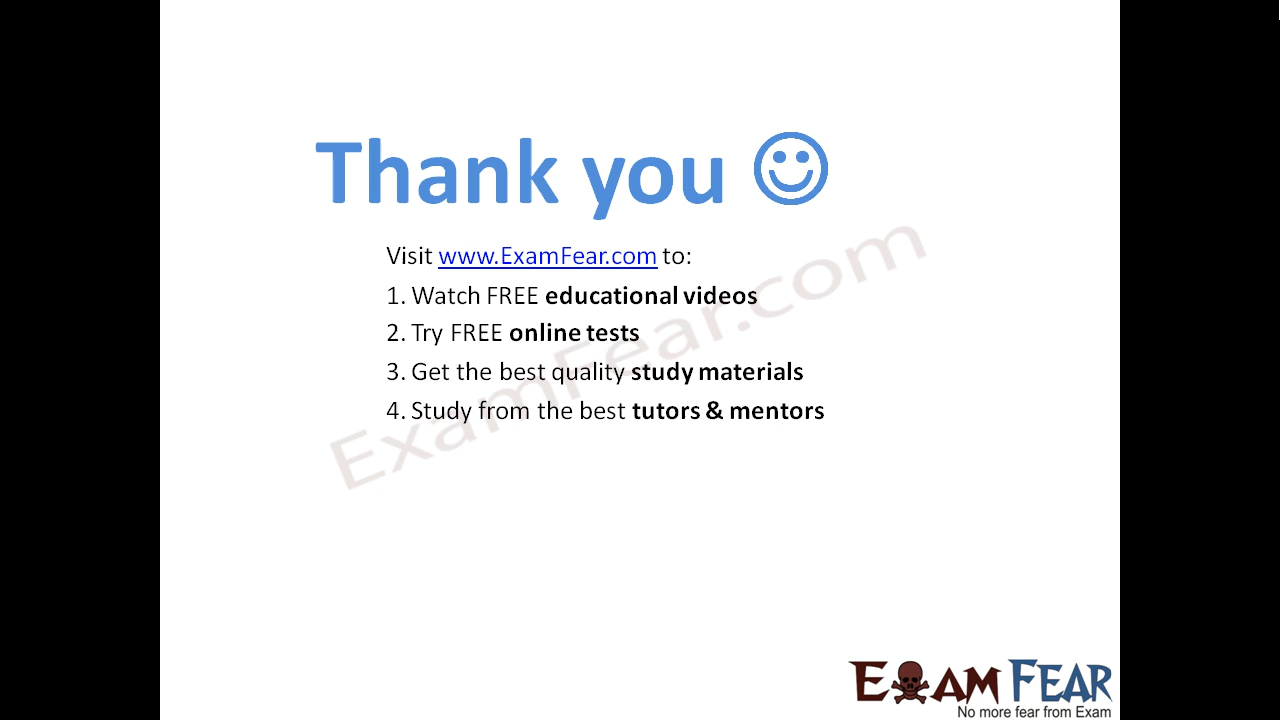 Thank you
Visit www.ExamFear.com to:
1. Watch FREE educational videos
2. Try FREE online tests
3. Get the best quality study materials
4. Study from the best tutors & mentors
ExamFear.com
EXAM FEAR
No more fear from Exam